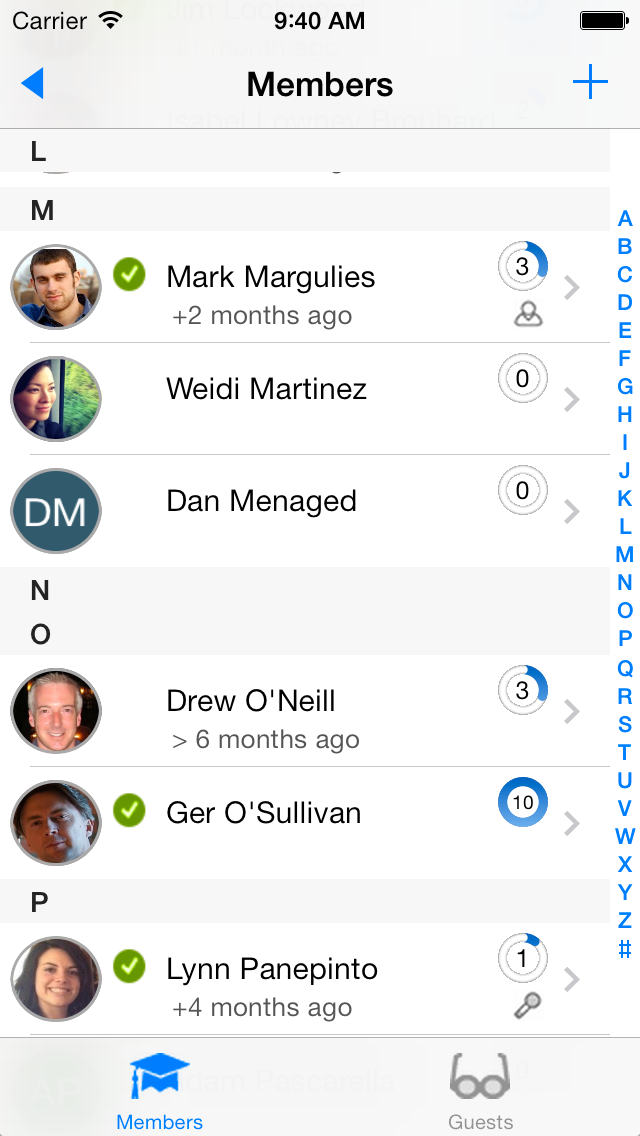 Carrier 9:40 AM
Members
L
M
Mark Margulies
3
+2 months ago
Weidi Martinez
0
DM
Dan Menaged
0
N
O
Drew O'Neill
3
> 6 months ago
Ger O'Sullivan
10
P
Lynn Panepinto
1
+4 months ago
A
B
C
D
E
F
G
H
I
J
K
L
M
N
O
P
Q
R
S
T
U
V
W
X
Y
Z
#
Members
Guests